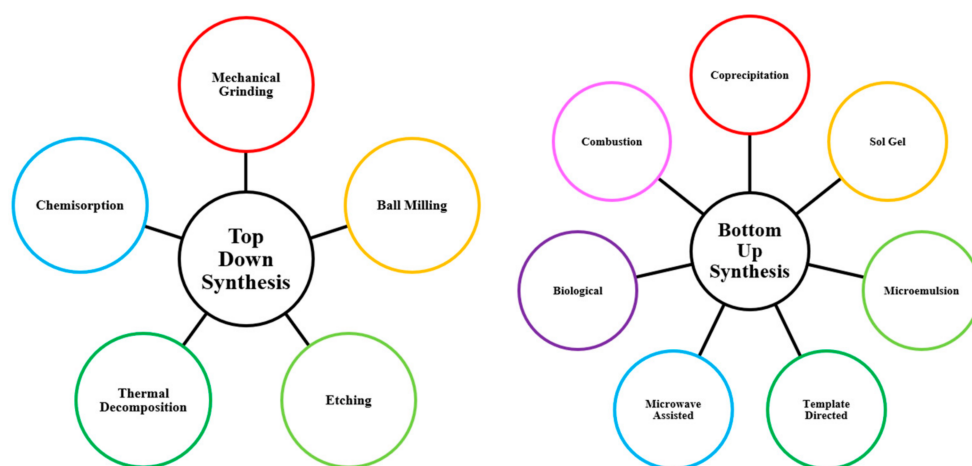 Mechanical
Grinding
Chemisorption
Ball Milling
Top
Down
Synthesis
Thermal
Decomposition
Etching
Coprecipitation
Combustion
Sol Gel
Bottom
Up
Synthesis
Biological
Microemulsion
Microwave
Assisted
Template
Directed